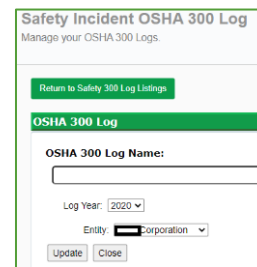 Safety Incident OSHA 300 Log
Manage your OSHA 300 Logs.
Return to Safety 300 Log Listings
OSHA 300 Log
OSHA 300 Log Name:
Log Year: 2020
Entity: Corporation
Update Close